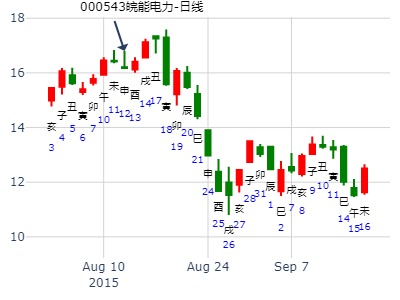 000543皖能电力-日线
18
16
14
12
10
亥 子 丑 寅 卯 午 未 申 酉 戌 丑 寅 卯 辰 巳 申 酉 戌 亥 子 卯 辰 巳 戌 寅 子 丑 寅 巳 午 未
3 4 5 6 7 10 11 12 13 14 17 18 19 20 21 24 25 26 27 28 31 1 2 7 8 9 10 11 14 15 16
Aug 10
2015
Aug 24
Sep 7